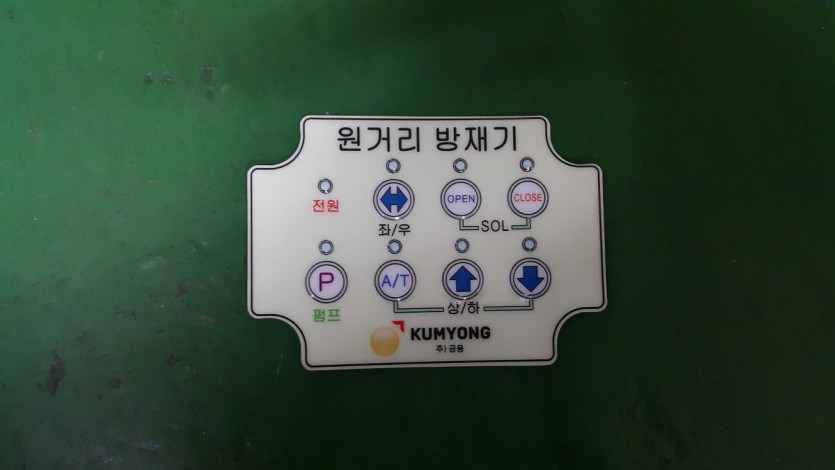 원거리 방재기
전원
좌/우
OPEN
CLOSE
SOL
P
펌프
A/T
상/하
KUMYONG
주) 금용